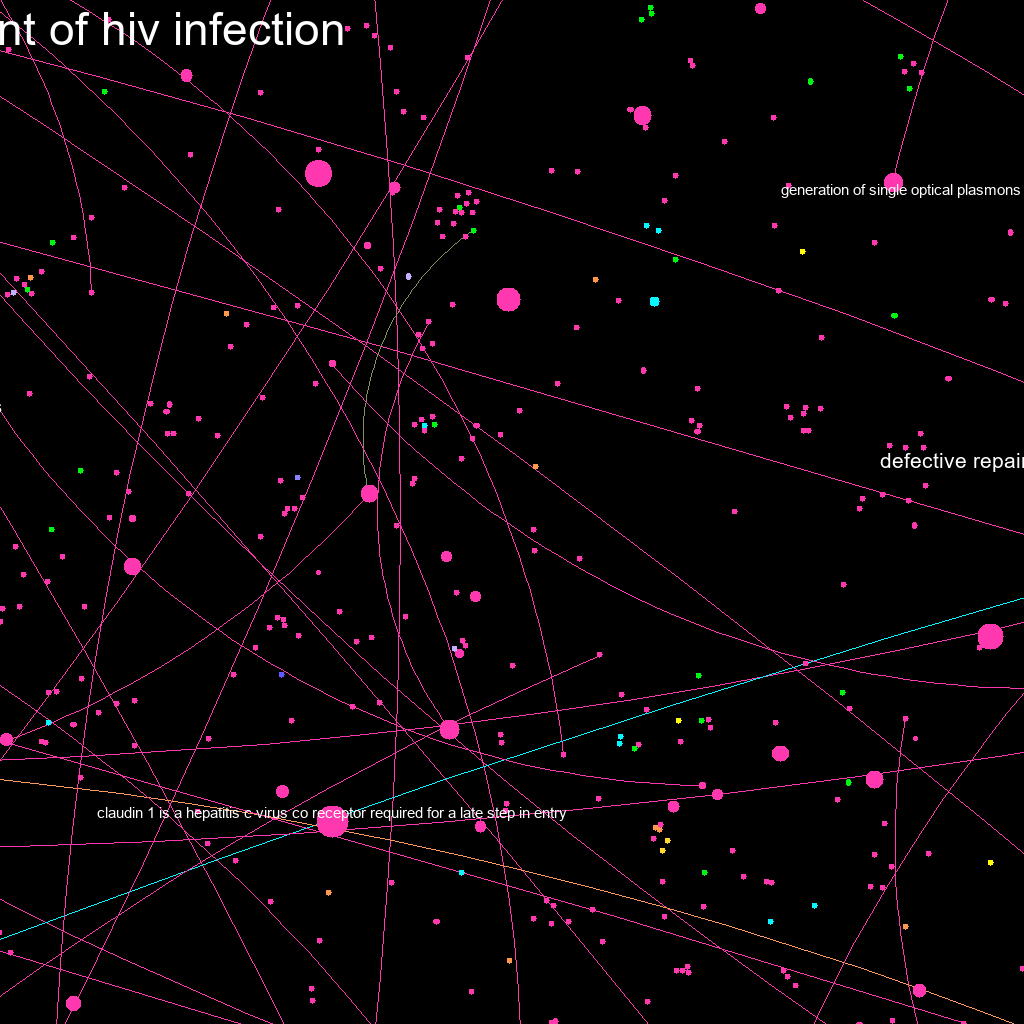 nt of hiv infection
generation of single optical plasmons
defective repair
claudin 1 is a hepatitis c virus co receptor required for a late step in entry